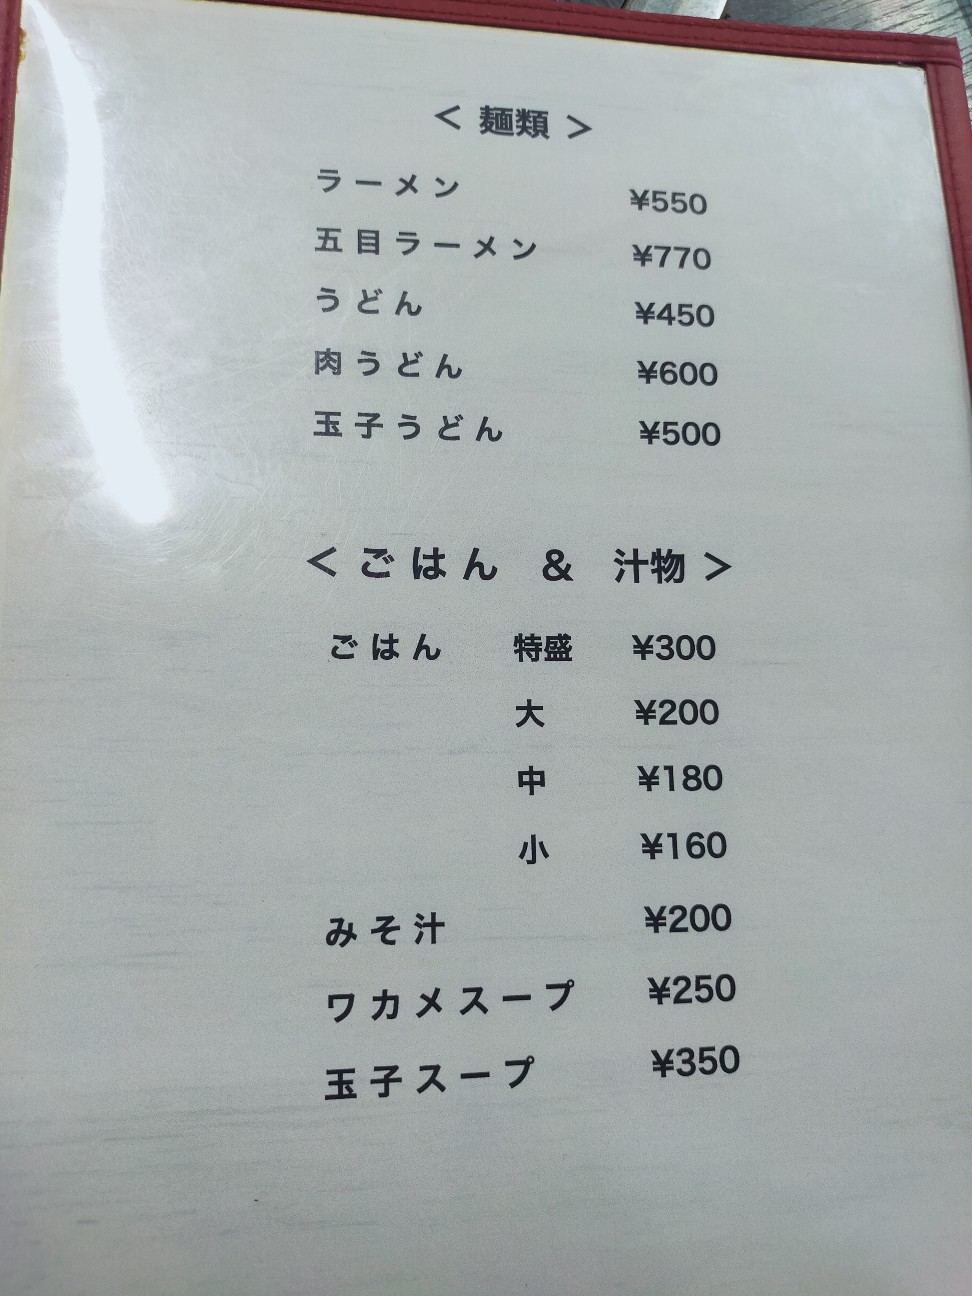 ＜ 麺類 ＞
ラーメン ¥550
五目ラーメン ¥770
うどん ¥450
肉うどん ¥600
玉子うどん ¥500
＜ ごはん ＆ 汁物 ＞
ごはん 特盛 ¥300
大 ¥200
中 ¥180
小 ¥160
みそ汁 ¥200
ワカメスープ ¥250
玉子スープ ¥350